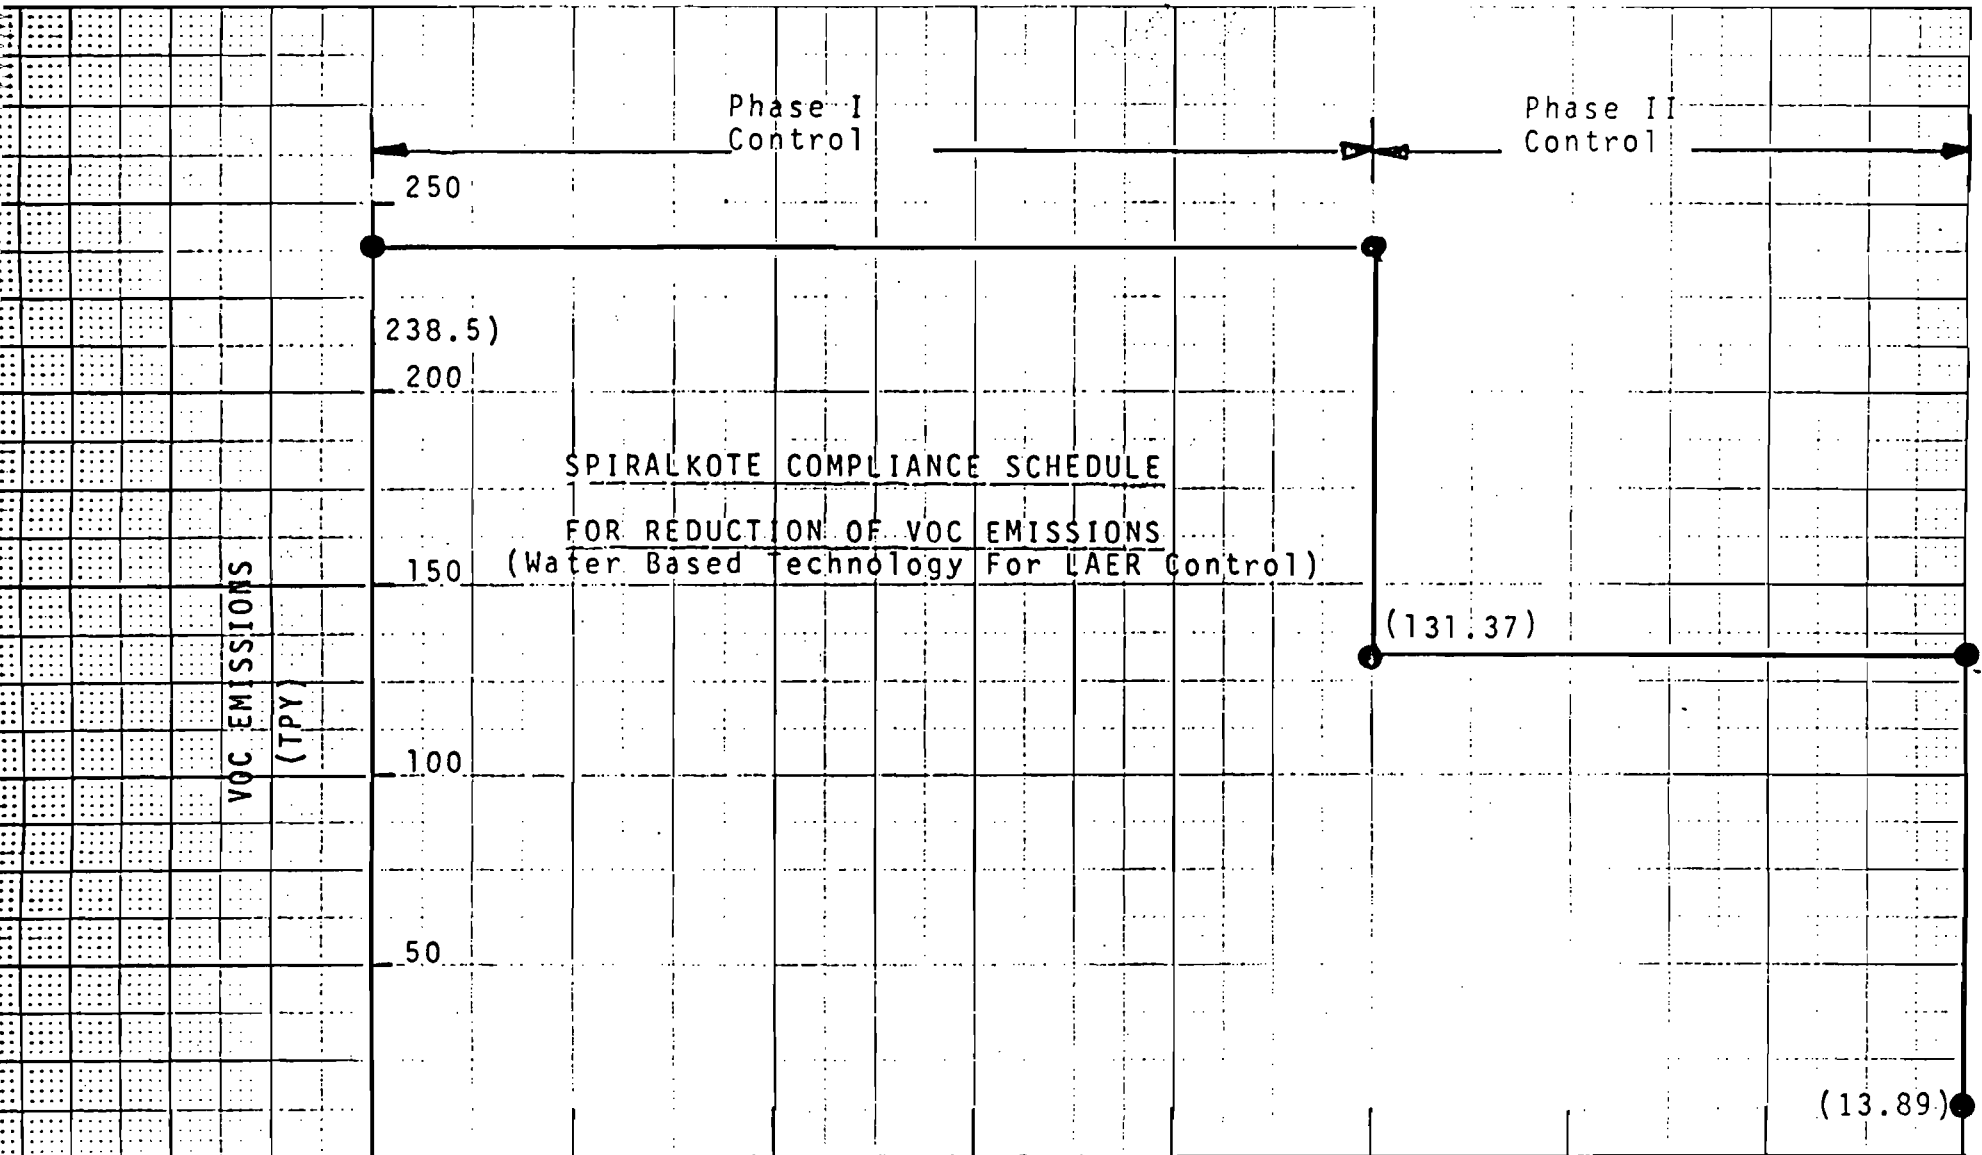 Phase I
Control
Phase II
Control
250
238.5)
200
SPIRALKOTE COMPLIANCE SCHEDULE
FOR REDUCTION OF VOC EMISSIONS
(Water Based Technology For LAER Control)
150
(131.37)
VOC EMISSIONS
(TPY)
100
50
(13.89)